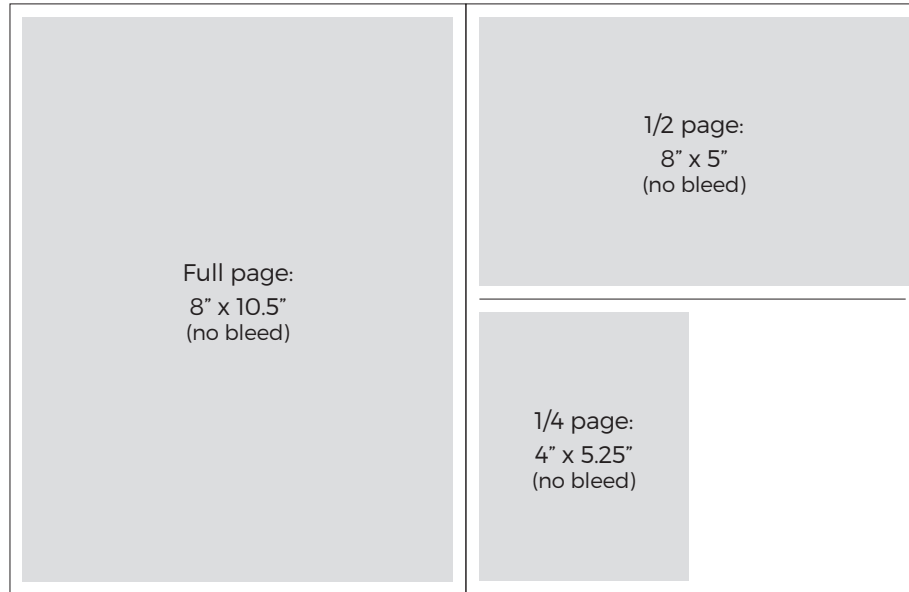 Full page:
8” x 10.5”
(no bleed)
1/2 page:
8” x 5”
(no bleed)
1/4 page:
4” x 5.25”
(no bleed)